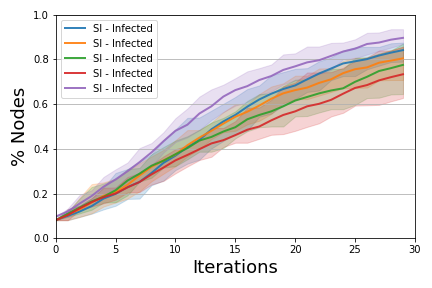 1.0
0.8
0.6
0.4
0.2
0.0
% Nodes
SI - Infected
SI - Infected
SI - Infected
SI - Infected
SI - Infected
0 5 10 15 20 25 30
Iterations